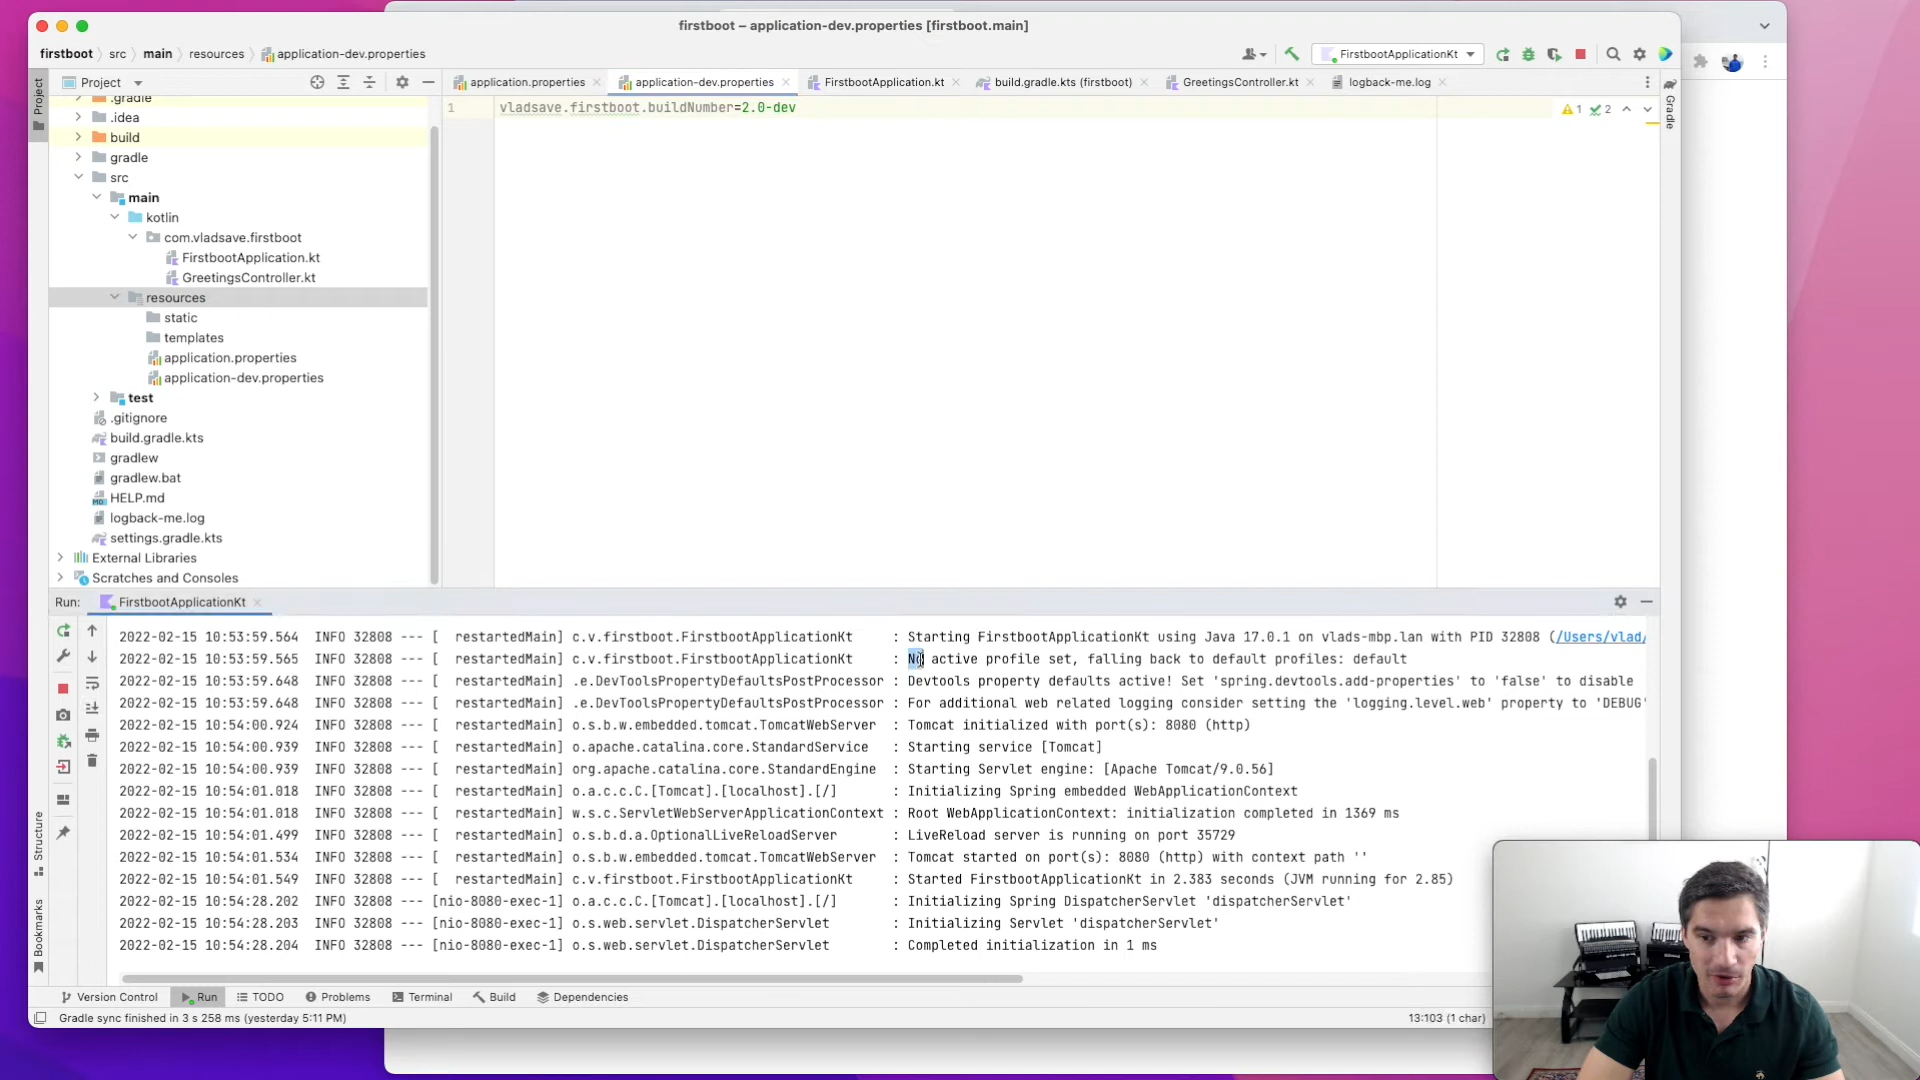 firstboot – application-dev.properties [firstboot.main]
firstboot src main resources application-dev.properties
FirstbootApplicationKt
Project
application.properties application-dev.properties FirstbootApplication.kt build.gradle.kts (firstboot) GreetingsController.kt logback-me.log
Project
Gradle
1 vladsave.firstboot.buildNumber=2.0-dev
1 2
.gradle
.idea
build
gradle
src
main
kotlin
com.vladsave.firstboot
FirstbootApplication.kt
GreetingsController.kt
resources
static
templates
application.properties
application-dev.properties
test
.gitignore
build.gradle.kts
gradlew
gradlew.bat
HELP.md
logback-me.log
settings.gradle.kts
External Libraries
Scratches and Consoles
Run: FirstbootApplicationKt
2022-02-15 10:53:59.564 INFO 32808 --- [ restartedMain] c.v.firstboot.FirstbootApplicationKt : Starting FirstbootApplicationKt using Java 17.0.1 on vlads-mbp.lan with PID 32808 (/Users/vlad/
2022-02-15 10:53:59.565 INFO 32808 --- [ restartedMain] c.v.firstboot.FirstbootApplicationKt : No active profile set, falling back to default profiles: default
2022-02-15 10:53:59.648 INFO 32808 --- [ restartedMain] .e.DevToolsPropertyDefaultsPostProcessor : Devtools property defaults active! Set 'spring.devtools.add-properties' to 'false' to disable
2022-02-15 10:53:59.648 INFO 32808 --- [ restartedMain] .e.DevToolsPropertyDefaultsPostProcessor : For additional web related logging consider setting the 'logging.level.web' property to 'DEBUG'
2022-02-15 10:54:00.924 INFO 32808 --- [ restartedMain] o.s.b.w.embedded.tomcat.TomcatWebServer : Tomcat initialized with port(s): 8080 (http)
2022-02-15 10:54:00.939 INFO 32808 --- [ restartedMain] o.apache.catalina.core.StandardService : Starting service [Tomcat]
2022-02-15 10:54:00.939 INFO 32808 --- [ restartedMain] org.apache.catalina.core.StandardEngine : Starting Servlet engine: [Apache Tomcat/9.0.56]
2022-02-15 10:54:01.018 INFO 32808 --- [ restartedMain] o.a.c.c.C.[Tomcat].[localhost].[/] : Initializing Spring embedded WebApplicationContext
2022-02-15 10:54:01.018 INFO 32808 --- [ restartedMain] w.s.c.ServletWebServerApplicationContext : Root WebApplicationContext: initialization completed in 1369 ms
2022-02-15 10:54:01.499 INFO 32808 --- [ restartedMain] o.s.b.d.a.OptionalLiveReloadServer : LiveReload server is running on port 35729
2022-02-15 10:54:01.534 INFO 32808 --- [ restartedMain] o.s.b.w.embedded.tomcat.TomcatWebServer : Tomcat started on port(s): 8080 (http) with context path ''
2022-02-15 10:54:01.549 INFO 32808 --- [ restartedMain] c.v.firstboot.FirstbootApplicationKt : Started FirstbootApplicationKt in 2.383 seconds (JVM running for 2.85)
2022-02-15 10:54:28.202 INFO 32808 --- [nio-8080-exec-1] o.a.c.c.C.[Tomcat].[localhost].[/] : Initializing Spring DispatcherServlet 'dispatcherServlet'
2022-02-15 10:54:28.203 INFO 32808 --- [nio-8080-exec-1] o.s.web.servlet.DispatcherServlet : Initializing Servlet 'dispatcherServlet'
2022-02-15 10:54:28.204 INFO 32808 --- [nio-8080-exec-1] o.s.web.servlet.DispatcherServlet : Completed initialization in 1 ms
Structure
Bookmarks
Version Control Run TODO Problems Terminal Build Dependencies
Gradle sync finished in 3 s 258 ms (yesterday 5:11 PM) 13:103 (1 char)